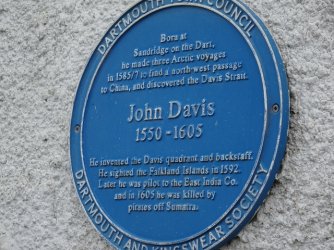 DARTMOUTH TOWN COUNCIL
Born at
Sandridge on the Dart,
he made three Arctic voyages
in 1585/7 to find a north-west passage
to China, and discovered the Davis Strait.
John Davis
1550-1605
He invented the Davis quadrant and backstaff.
He sighted the Falkland Islands in 1592.
Later he was pilot to the East India Co.
and in 1605 he was killed by
pirates off Sumatra.
DARTMOUTH AND KINGSWEAR SOCIETY